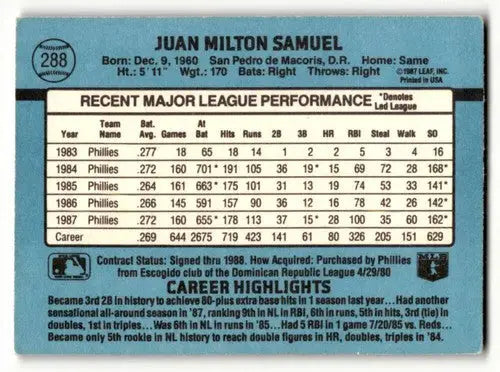 288
JUAN MILTON SAMUEL
Born: Dec. 9, 1960 San Pedro de Macoris, D.R. Home: Same
Ht.: 5'11" Wgt.: 170 Bats: Right Throws: Right
©1987 LEAF, INC.
Printed in USA
RECENT MAJOR LEAGUE PERFORMANCE *Denotes Led League
Year Team Name Bat. Avg. Games At Bat Hits Runs 2B 3B HR RBI Steal Walk SO
1983 Phillies .277 18 65 18 14 1 2 2 5 3 4 16
1984 Phillies .272 160 701* 191 105 36 19* 15 69 72 28 168*
1985 Phillies .264 161 663* 175 101 31 13 19 74 53 33 141*
1986 Phillies .266 145 591 157 90 36 12 16 78 42 26 142*
1987 Phillies .272 160 655* 178 113 37 15* 28 100 35 60 162*
Career .269 644 2675 719 423 141 61 80 326 205 151 629
Contract Status: Signed thru 1988. How Acquired: Purchased by Phillies
from Escogido club of the Dominican Republic League 4/29/80
CAREER HIGHLIGHTS
Became 3rd 2B in history to achieve 80-plus extra base hits in 1 season last year... Had another
sensational all-around season in '87, ranking 9th in NL in RBI, 6th in runs, 5th in hits, 3rd (tie) in
doubles, 1st in triples... Was 6th in NL in runs in '85... Had 5 RBI in 1 game 7/20/85 vs. Reds...
Became only 5th rookie in NL history to reach double figures in HR, doubles, triples in '84.